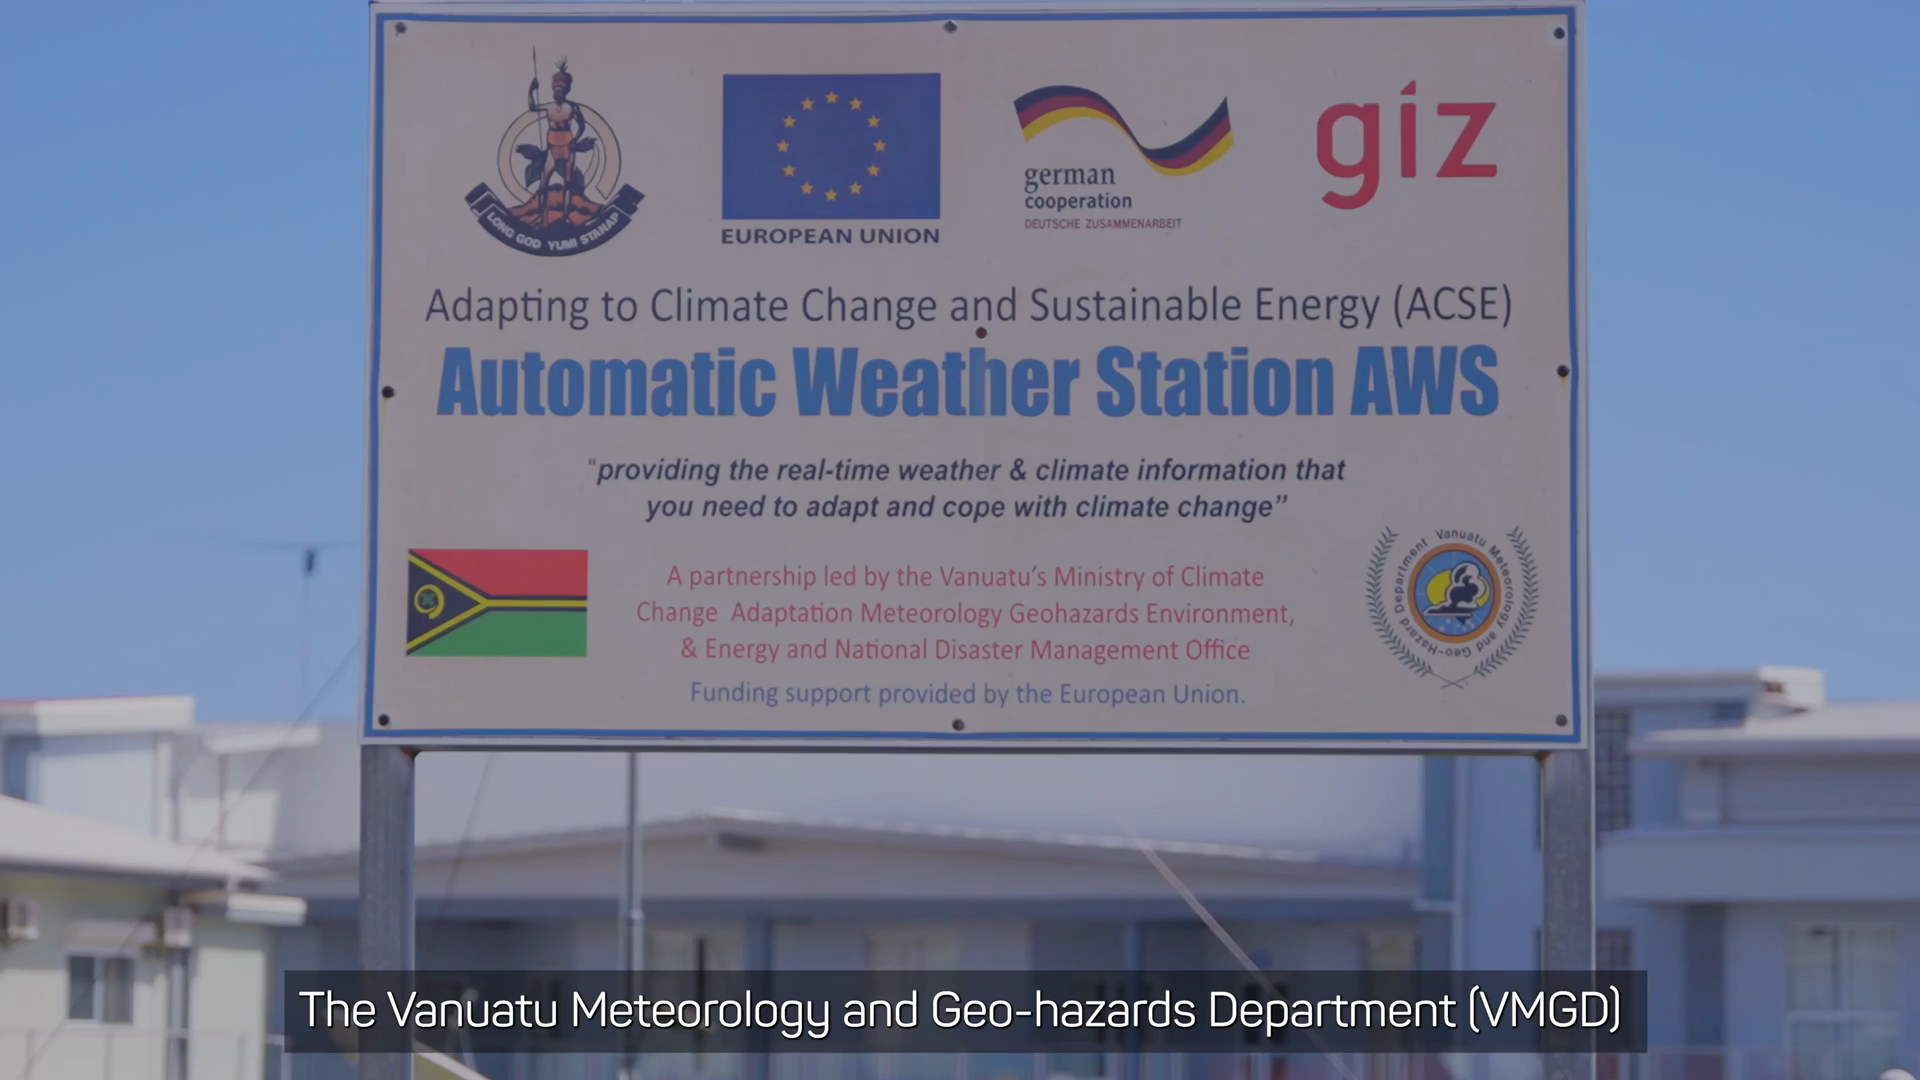 LONG GOD YUMI STANAP
EUROPEAN UNION
german
cooperation
DEUTSCHE ZUSAMMENARBEIT
giz
Adapting to Climate Change and Sustainable Energy (ACSE)
Automatic Weather Station AWS
“providing the real-time weather & climate information that
you need to adapt and cope with climate change”
A partnership led by the Vanuatu’s Ministry of Climate
Change Adaptation Meteorology Geohazards Environment,
& Energy and National Disaster Management Office
Funding support provided by the European Union.
Vanuatu Meteorology and Geo-Hazard Department
The Vanuatu Meteorology and Geo-hazards Department (VMGD)